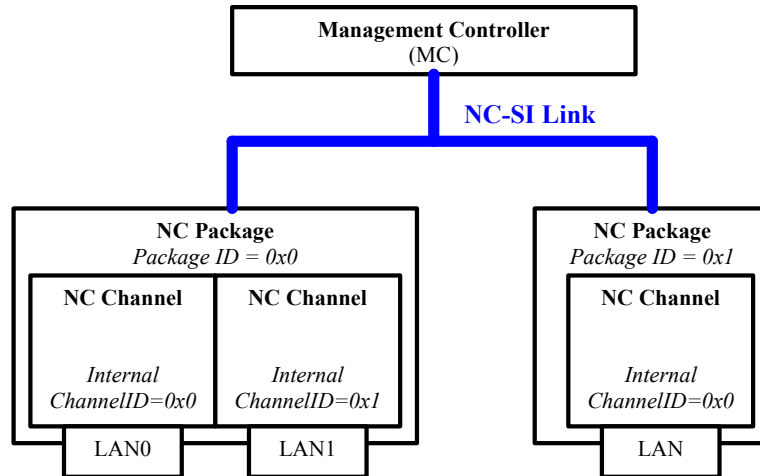 Management Controller
(MC)
NC-SI Link
NC Package
Package ID = 0x0
NC Channel
Internal
ChannelID=0x0
NC Channel
Internal
ChannelID=0x1
LAN0
LAN1
NC Package
Package ID = 0x1
NC Channel
Internal
ChannelID=0x0
LAN